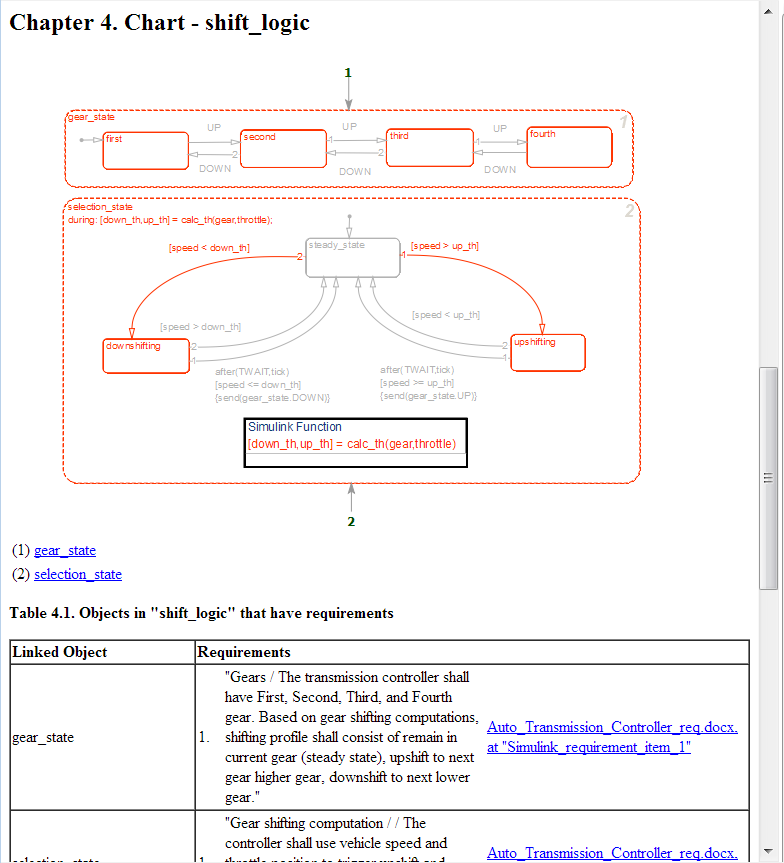 Chapter 4. Chart - shift_logic
1
gear_state
1
first
UP
2
DOWN
second
1
UP
2
DOWN
third
1
UP
DOWN
fourth
selection_state
2
during: [down_th,up_th] = calc_th(gear,throttle);
steady_state
[speed < down_th]
2
1
[speed > up_th]
[speed > down_th]
[speed < up_th]
downshifting
2
1
2
1
upshifting
after(TWAIT,tick)
[speed <= down_th]
{send(gear_state.DOWN)}
after(TWAIT,tick)
[speed >= up_th]
{send(gear_state.UP)}
Simulink Function
[down_th,up_th] = calc_th(gear,throttle)
2
(1) gear_state
(2) selection_state
Table 4.1. Objects in "shift_logic" that have requirements
Linked Object
Requirements
gear_state
1.
"Gears / The transmission controller shall
have First, Second, Third, and Fourth
gear. Based on gear shifting computations,
shifting profile shall consist of remain in
current gear (steady state), upshift to next
gear higher gear, downshift to next lower
gear."
Auto_Transmission_Controller_req.docx.
at "Simulink_requirement_item_1"
"Gear shifting computation / / The
controller shall use vehicle speed and
Auto_Transmission_Controller_req.docx.